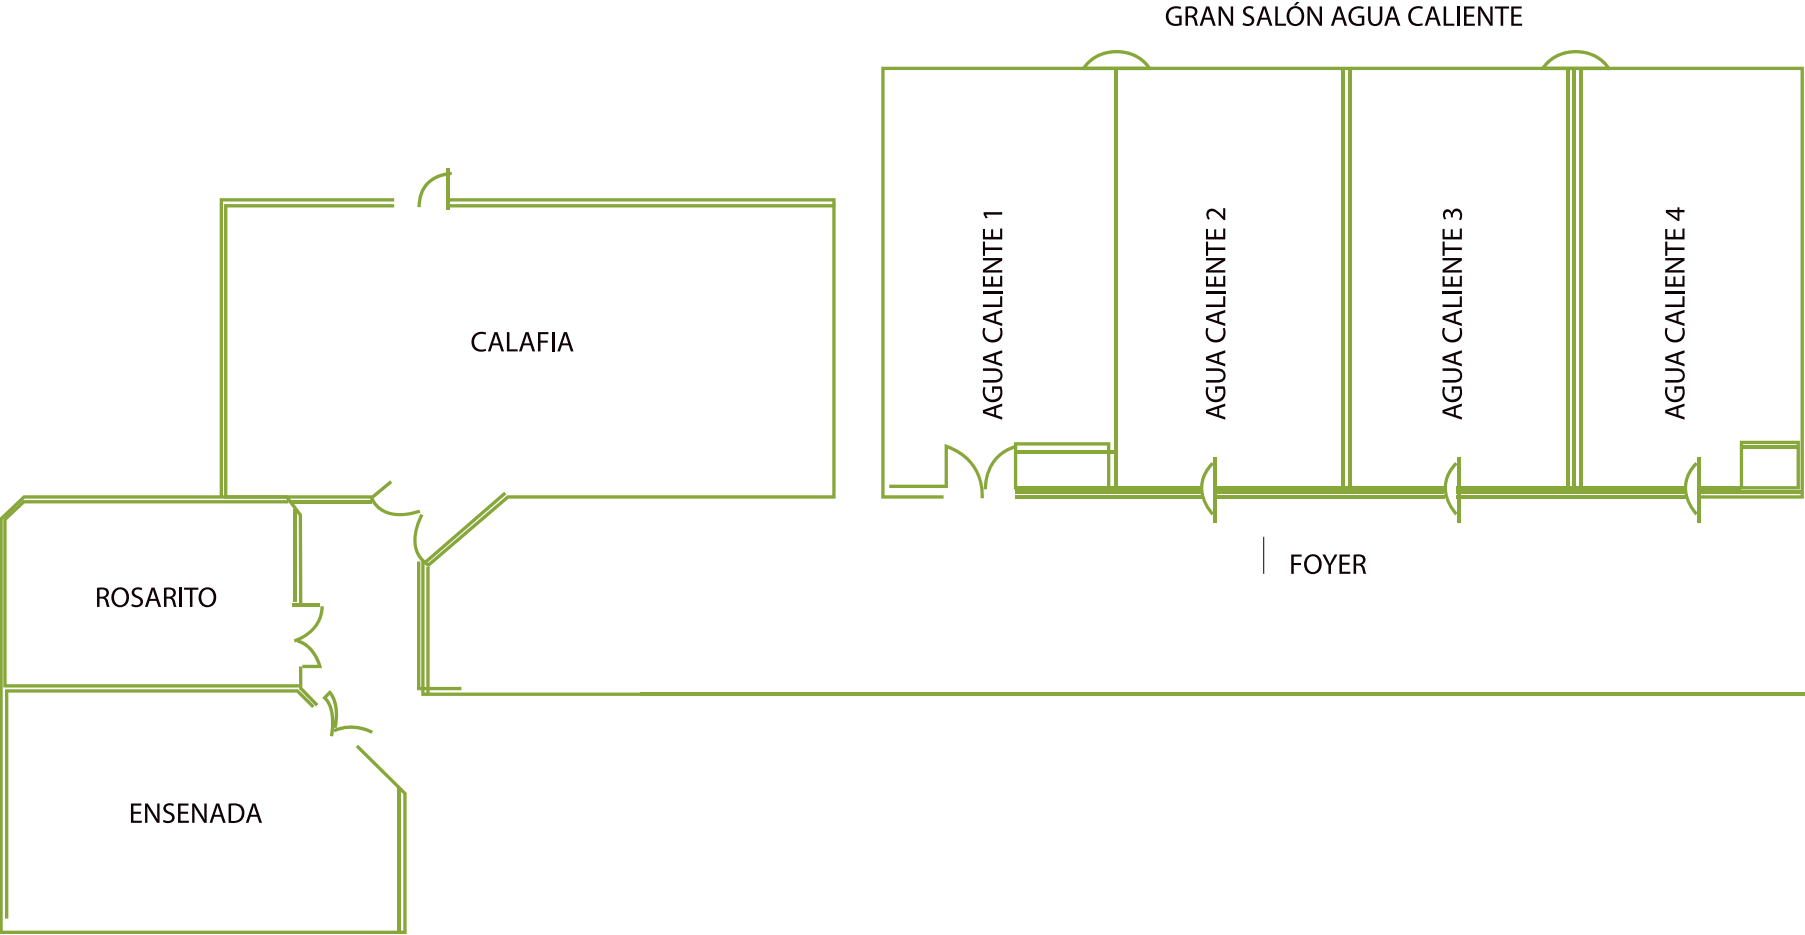 GRAN SALÓN AGUA CALIENTE
AGUA CALIENTE 1
AGUA CALIENTE 2
AGUA CALIENTE 3
AGUA CALIENTE 4
CALAFIA
FOYER
ROSARITO
ENSENADA